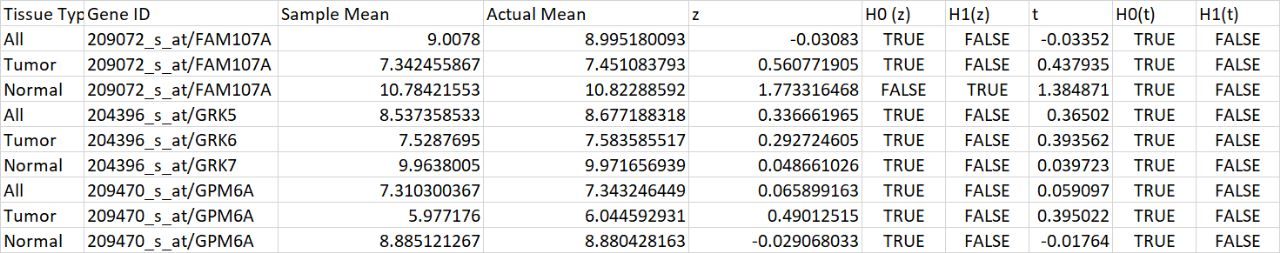 Tissue Typ Gene ID Sample Mean Actual Mean z H0 (z) H1(z) t H0(t) H1(t)
All 209072_s_at/FAM107A 9.0078 8.995180093 -0.03083 TRUE FALSE -0.03352 TRUE FALSE
Tumor 209072_s_at/FAM107A 7.342455867 7.451083793 0.560771905 TRUE FALSE 0.437935 TRUE FALSE
Normal 209072_s_at/FAM107A 10.78421553 10.82288592 1.773316468 FALSE TRUE 1.384871 TRUE FALSE
All 204396_s_at/GRK5 8.537358533 8.677188318 0.336661965 TRUE FALSE 0.36502 TRUE FALSE
Tumor 204396_s_at/GRK6 7.5287695 7.583585517 0.292724605 TRUE FALSE 0.393562 TRUE FALSE
Normal 204396_s_at/GRK7 9.9638005 9.971656939 0.048661026 TRUE FALSE 0.039723 TRUE FALSE
All 209470_s_at/GPM6A 7.310300367 7.343246449 0.065899163 TRUE FALSE 0.059097 TRUE FALSE
Tumor 209470_s_at/GPM6A 5.977176 6.044592931 0.49012515 TRUE FALSE 0.395022 TRUE FALSE
Normal 209470_s_at/GPM6A 8.885121267 8.880428163 -0.029068033 TRUE FALSE -0.01764 TRUE FALSE